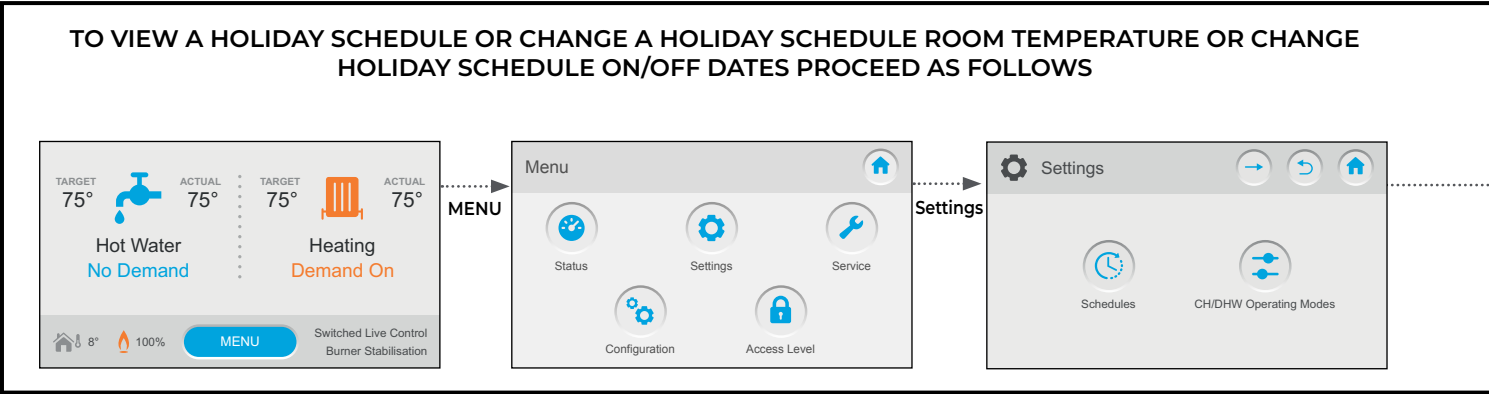 TO VIEW A HOLIDAY SCHEDULE OR CHANGE A HOLIDAY SCHEDULE ROOM TEMPERATURE OR CHANGE
HOLIDAY SCHEDULE ON/OFF DATES PROCEED AS FOLLOWS
TARGET
75°
ACTUAL
75°
Hot Water
No Demand
TARGET
75°
ACTUAL
75°
Heating
Demand On
8°
100%
MENU
Switched Live Control
Burner Stabilisation
MENU
Menu
Status
Settings
Service
Configuration
Access Level
Settings
Settings
Schedules
CH/DHW Operating Modes